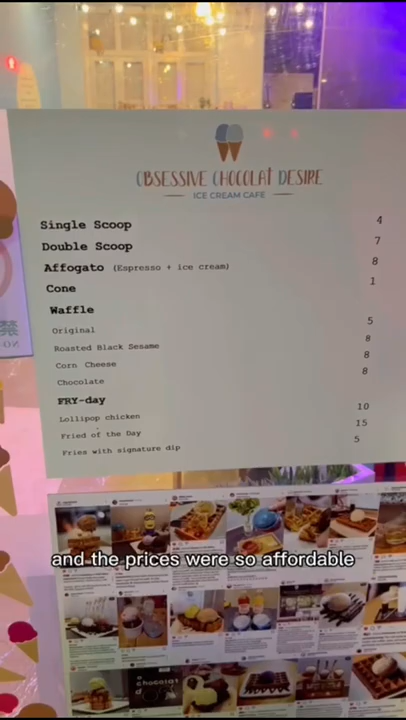 OBSESSIVE CHOCOLAT DESIRE
ICE CREAM CAFE
Single Scoop 4
Double Scoop 7
Affogato (Espresso + ice cream) 8
Cone 1
Waffle
Original 5
Roasted Black Sesame 8
Corn Cheese 8
Chocolate 8
FRY-day
Lollipop chicken 10
Fried of the Day 15
Fries with signature dip 5
and the prices were so affordable